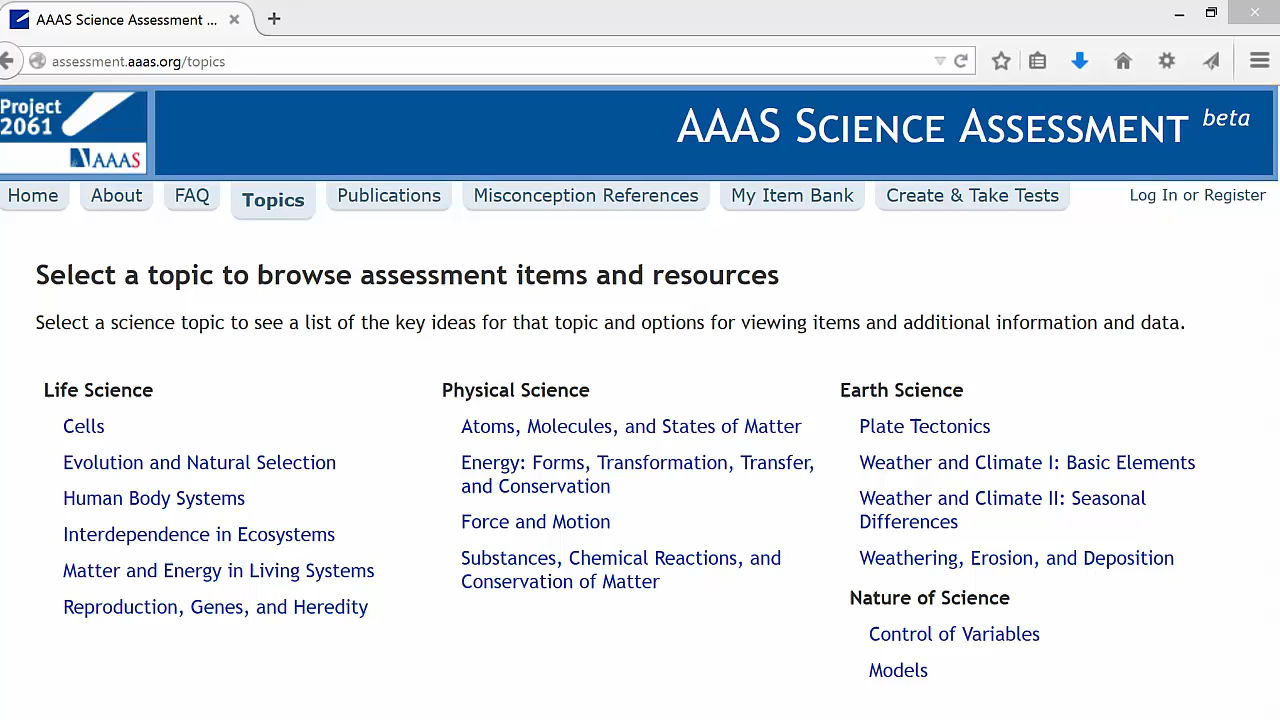 AAAS Science Assessment ...
assessment.aaas.org/topics
Project
2061
AAAS
AAAS SCIENCE ASSESSMENT beta
Home About FAQ Topics Publications Misconception References My Item Bank Create & Take Tests Log In or Register
Select a topic to browse assessment items and resources
Select a science topic to see a list of the key ideas for that topic and options for viewing items and additional information and data.
Life Science
Cells
Evolution and Natural Selection
Human Body Systems
Interdependence in Ecosystems
Matter and Energy in Living Systems
Reproduction, Genes, and Heredity
Physical Science
Atoms, Molecules, and States of Matter
Energy: Forms, Transformation, Transfer,
and Conservation
Force and Motion
Substances, Chemical Reactions, and
Conservation of Matter
Earth Science
Plate Tectonics
Weather and Climate I: Basic Elements
Weather and Climate II: Seasonal
Differences
Weathering, Erosion, and Deposition
Nature of Science
Control of Variables
Models